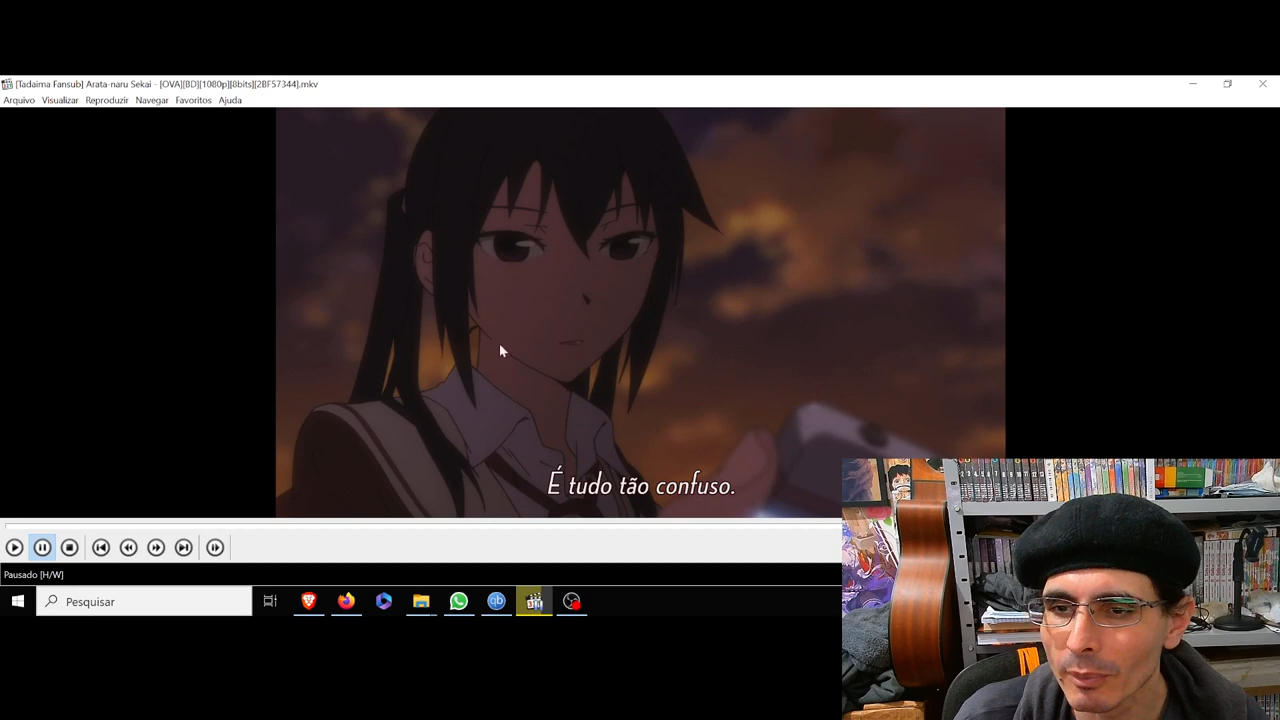 [Tadaima Fansub] Arata-naru Sekai - [OVA][BD][1080p][8bits][2BF57344].mkv
Arquivo Visualizar Reproduzir Navegar Favoritos Ajuda
É tudo tão confuso.
Pausado [H/W]
Pesquisar
qb